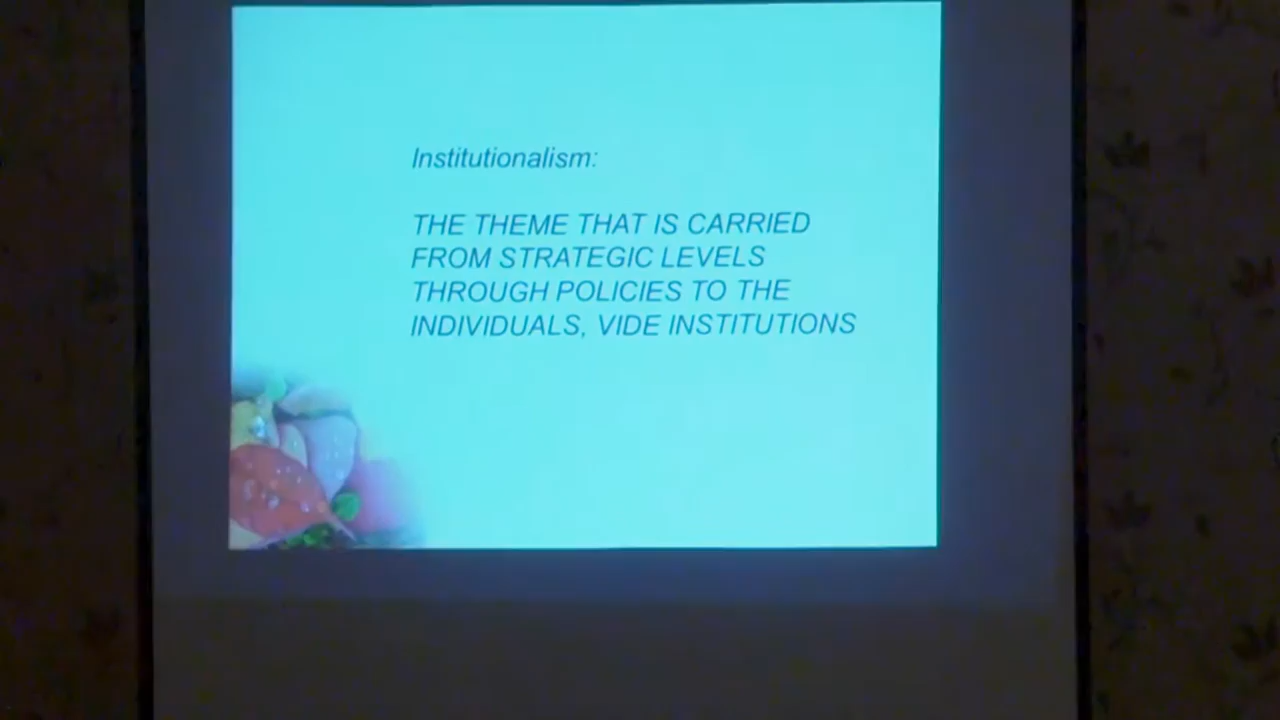 Institutionalism:
THE THEME THAT IS CARRIED
FROM STRATEGIC LEVELS
THROUGH POLICIES TO THE
INDIVIDUALS, VIDE INSTITUTIONS